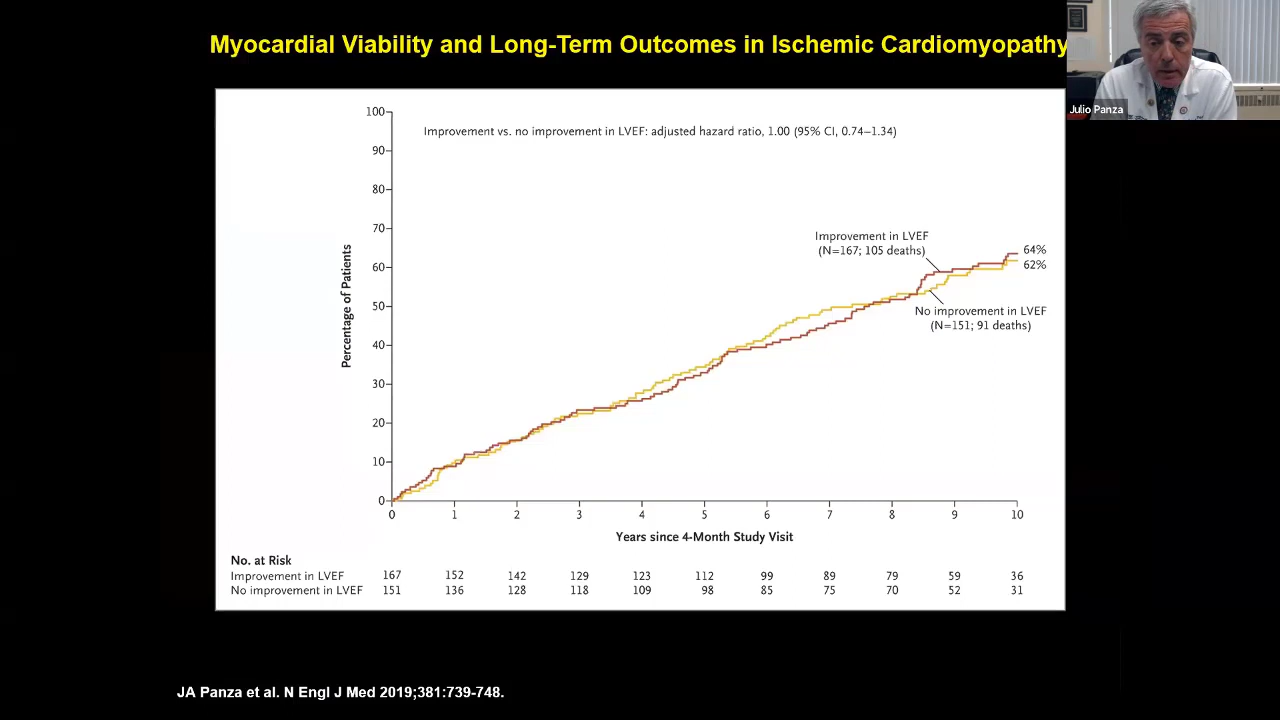 Myocardial Viability and Long-Term Outcomes in Ischemic Cardiomyopathy
Julio Panza
Improvement vs. no improvement in LVEF: adjusted hazard ratio, 1.00 (95% CI, 0.74–1.34)
Percentage of Patients
100
90
80
70
60
50
40
30
20
10
0
Improvement in LVEF
(N=167; 105 deaths)
64%
62%
No improvement in LVEF
(N=151; 91 deaths)
0 1 2 3 4 5 6 7 8 9 10
Years since 4-Month Study Visit
No. at Risk
Improvement in LVEF 167 152 142 129 123 112 99 89 79 59 36
No improvement in LVEF 151 136 128 118 109 98 85 75 70 52 31
JA Panza et al. N Engl J Med 2019;381:739-748.